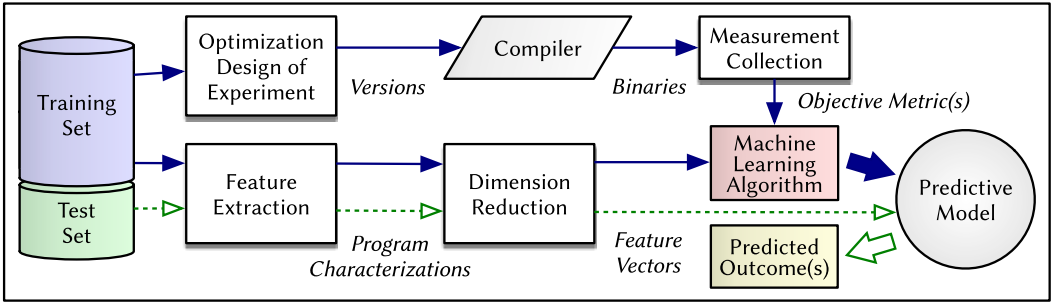 Training
Set
Test
Set
Optimization
Design of
Experiment
Versions
Compiler
Binaries
Measurement
Collection
Objective Metric(s)
Feature
Extraction
Program
Characterizations
Dimension
Reduction
Feature
Vectors
Machine
Learning
Algorithm
Predictive
Model
Predicted
Outcome(s)